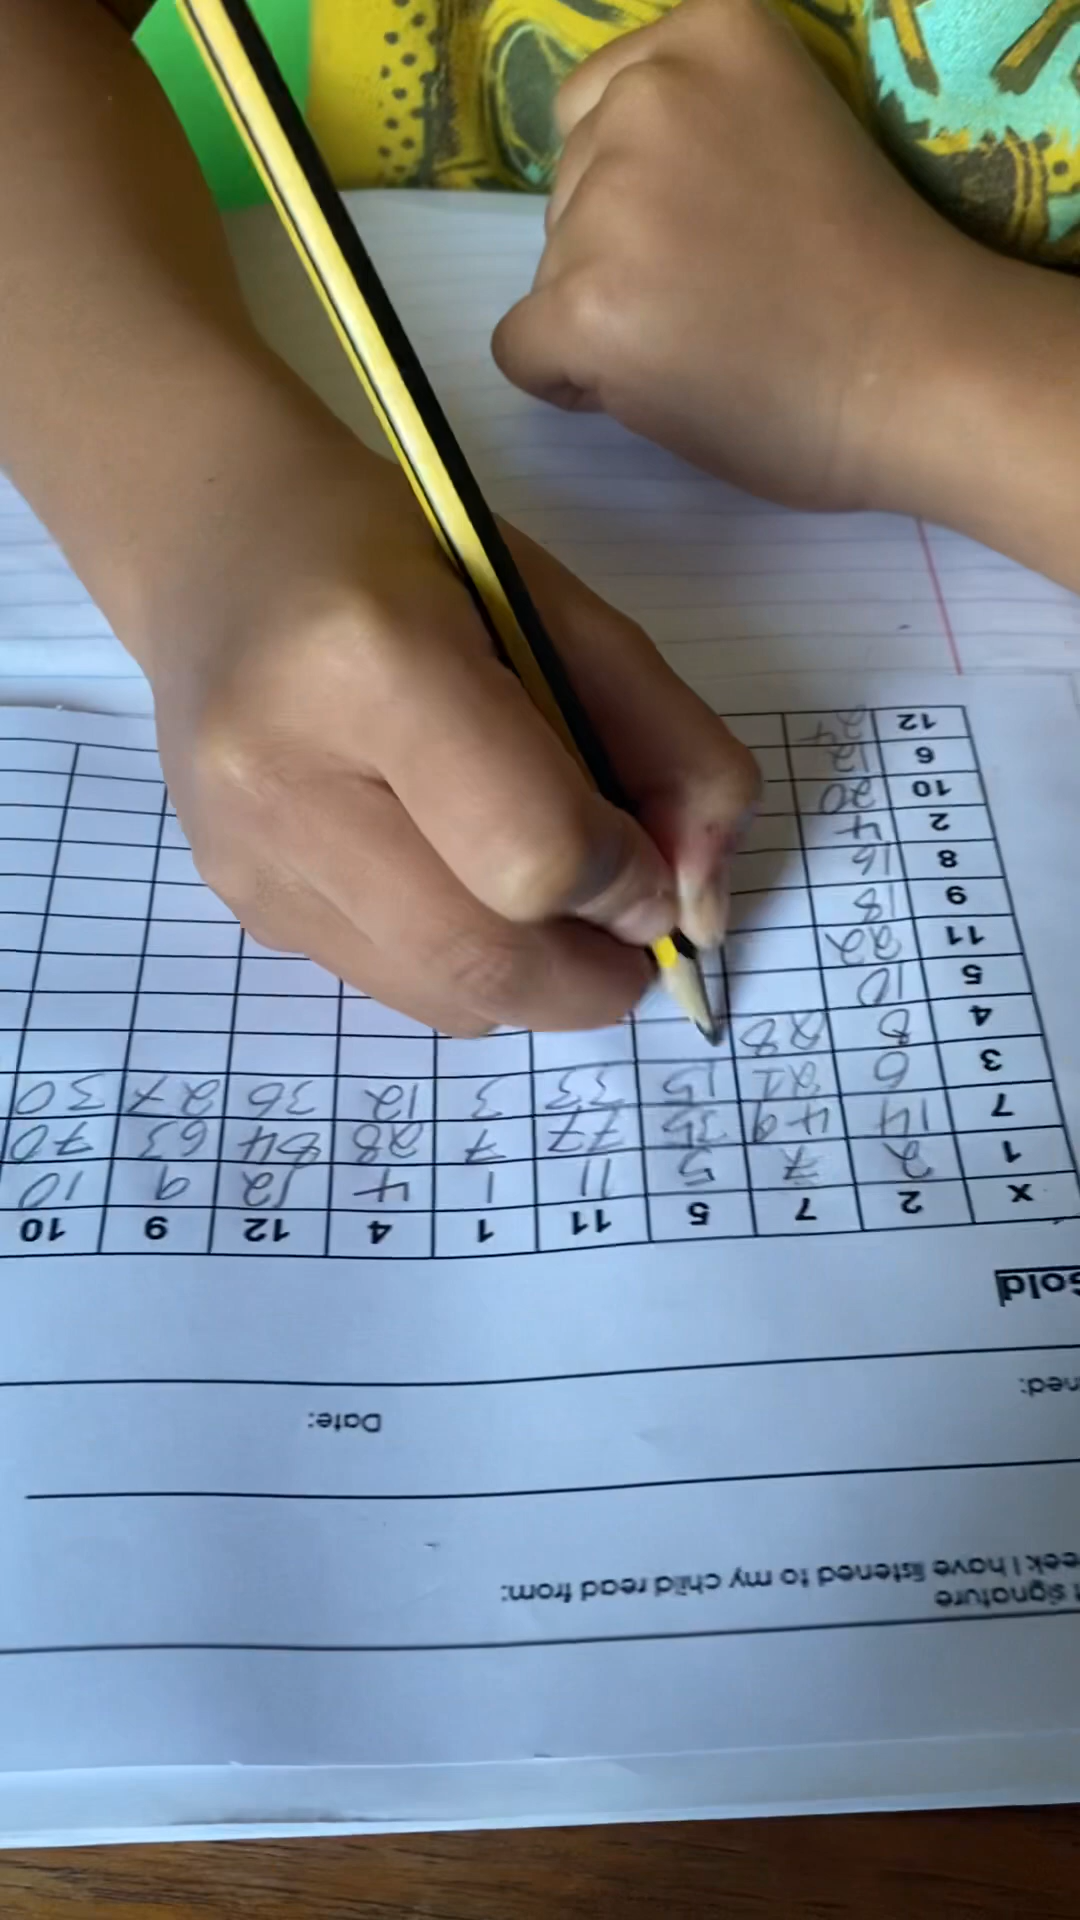 signature
eek I have listened to my child read from:
Date:
ned:
Gold
x 2 7 5 11 1 4 12 9 10
1 2 7 5 11 1 4 12 9 10
7 14 49 35 77 7 28 84 63 70
3 6 21 15 33 3 12 36 27 30
4 8 28
5 10
11 22
9 18
8 16
2 4
10 20
6 12
12 24